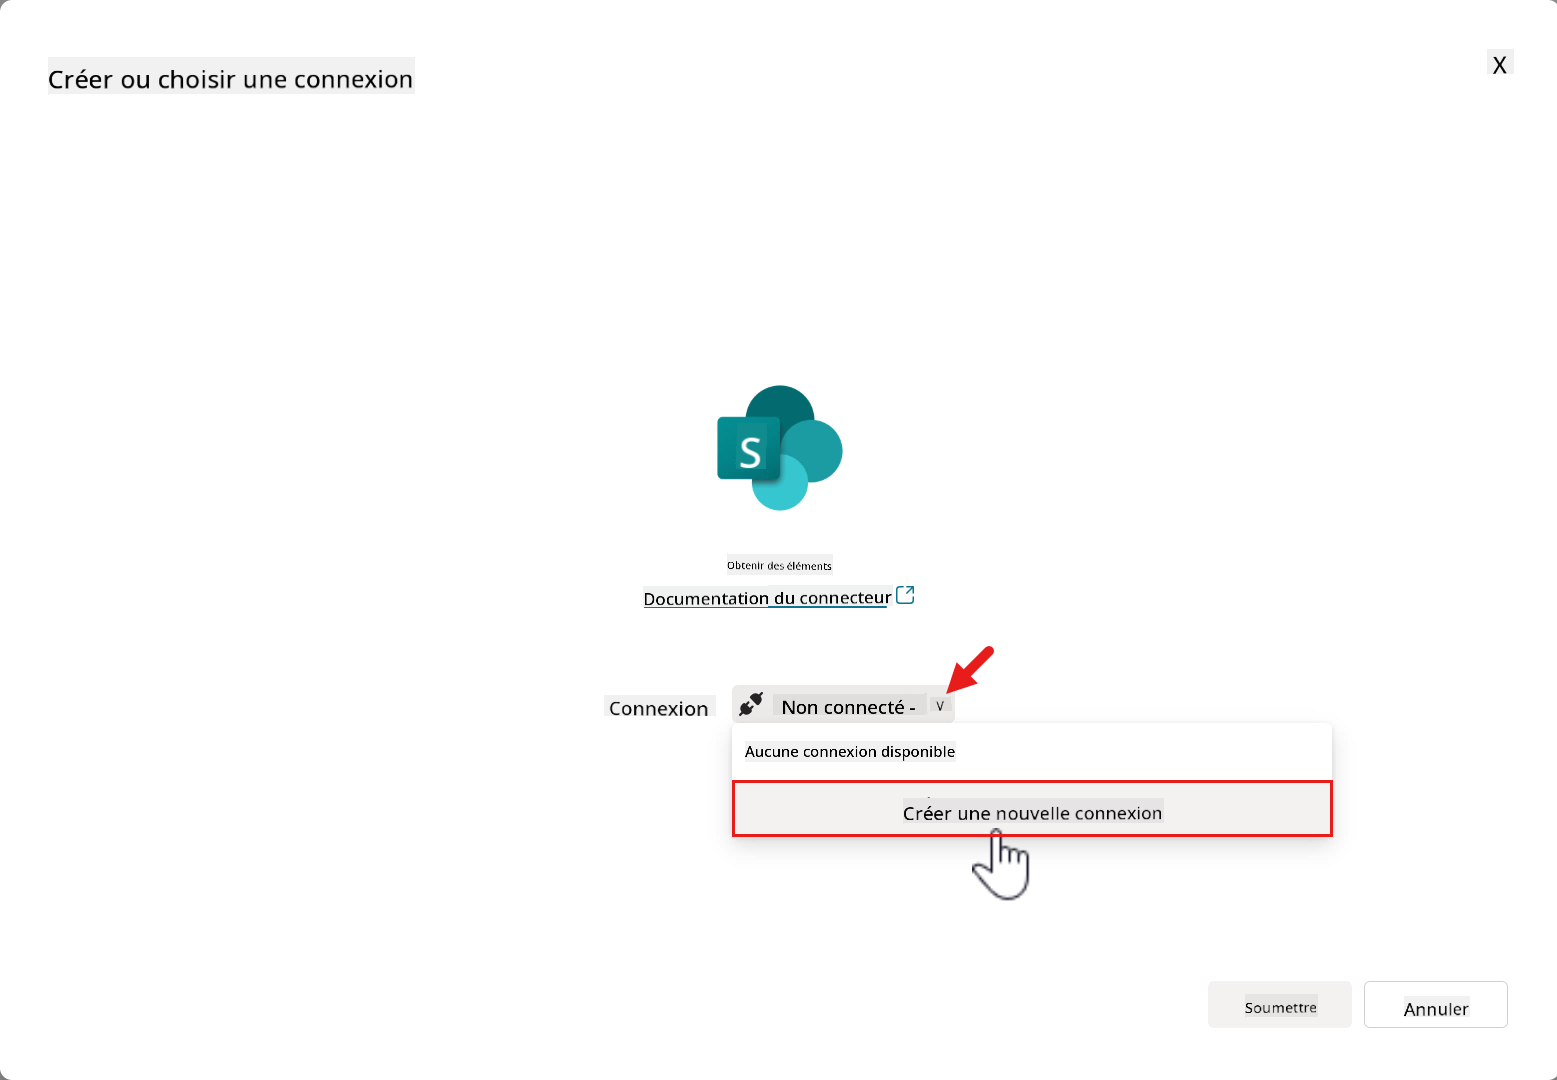 Créer ou choisir une connexion
X
S
Obtenir des éléments
Documentation du connecteur
Connexion
Non connecté -
Aucune connexion disponible
Créer une nouvelle connexion
Soumettre
Annuler